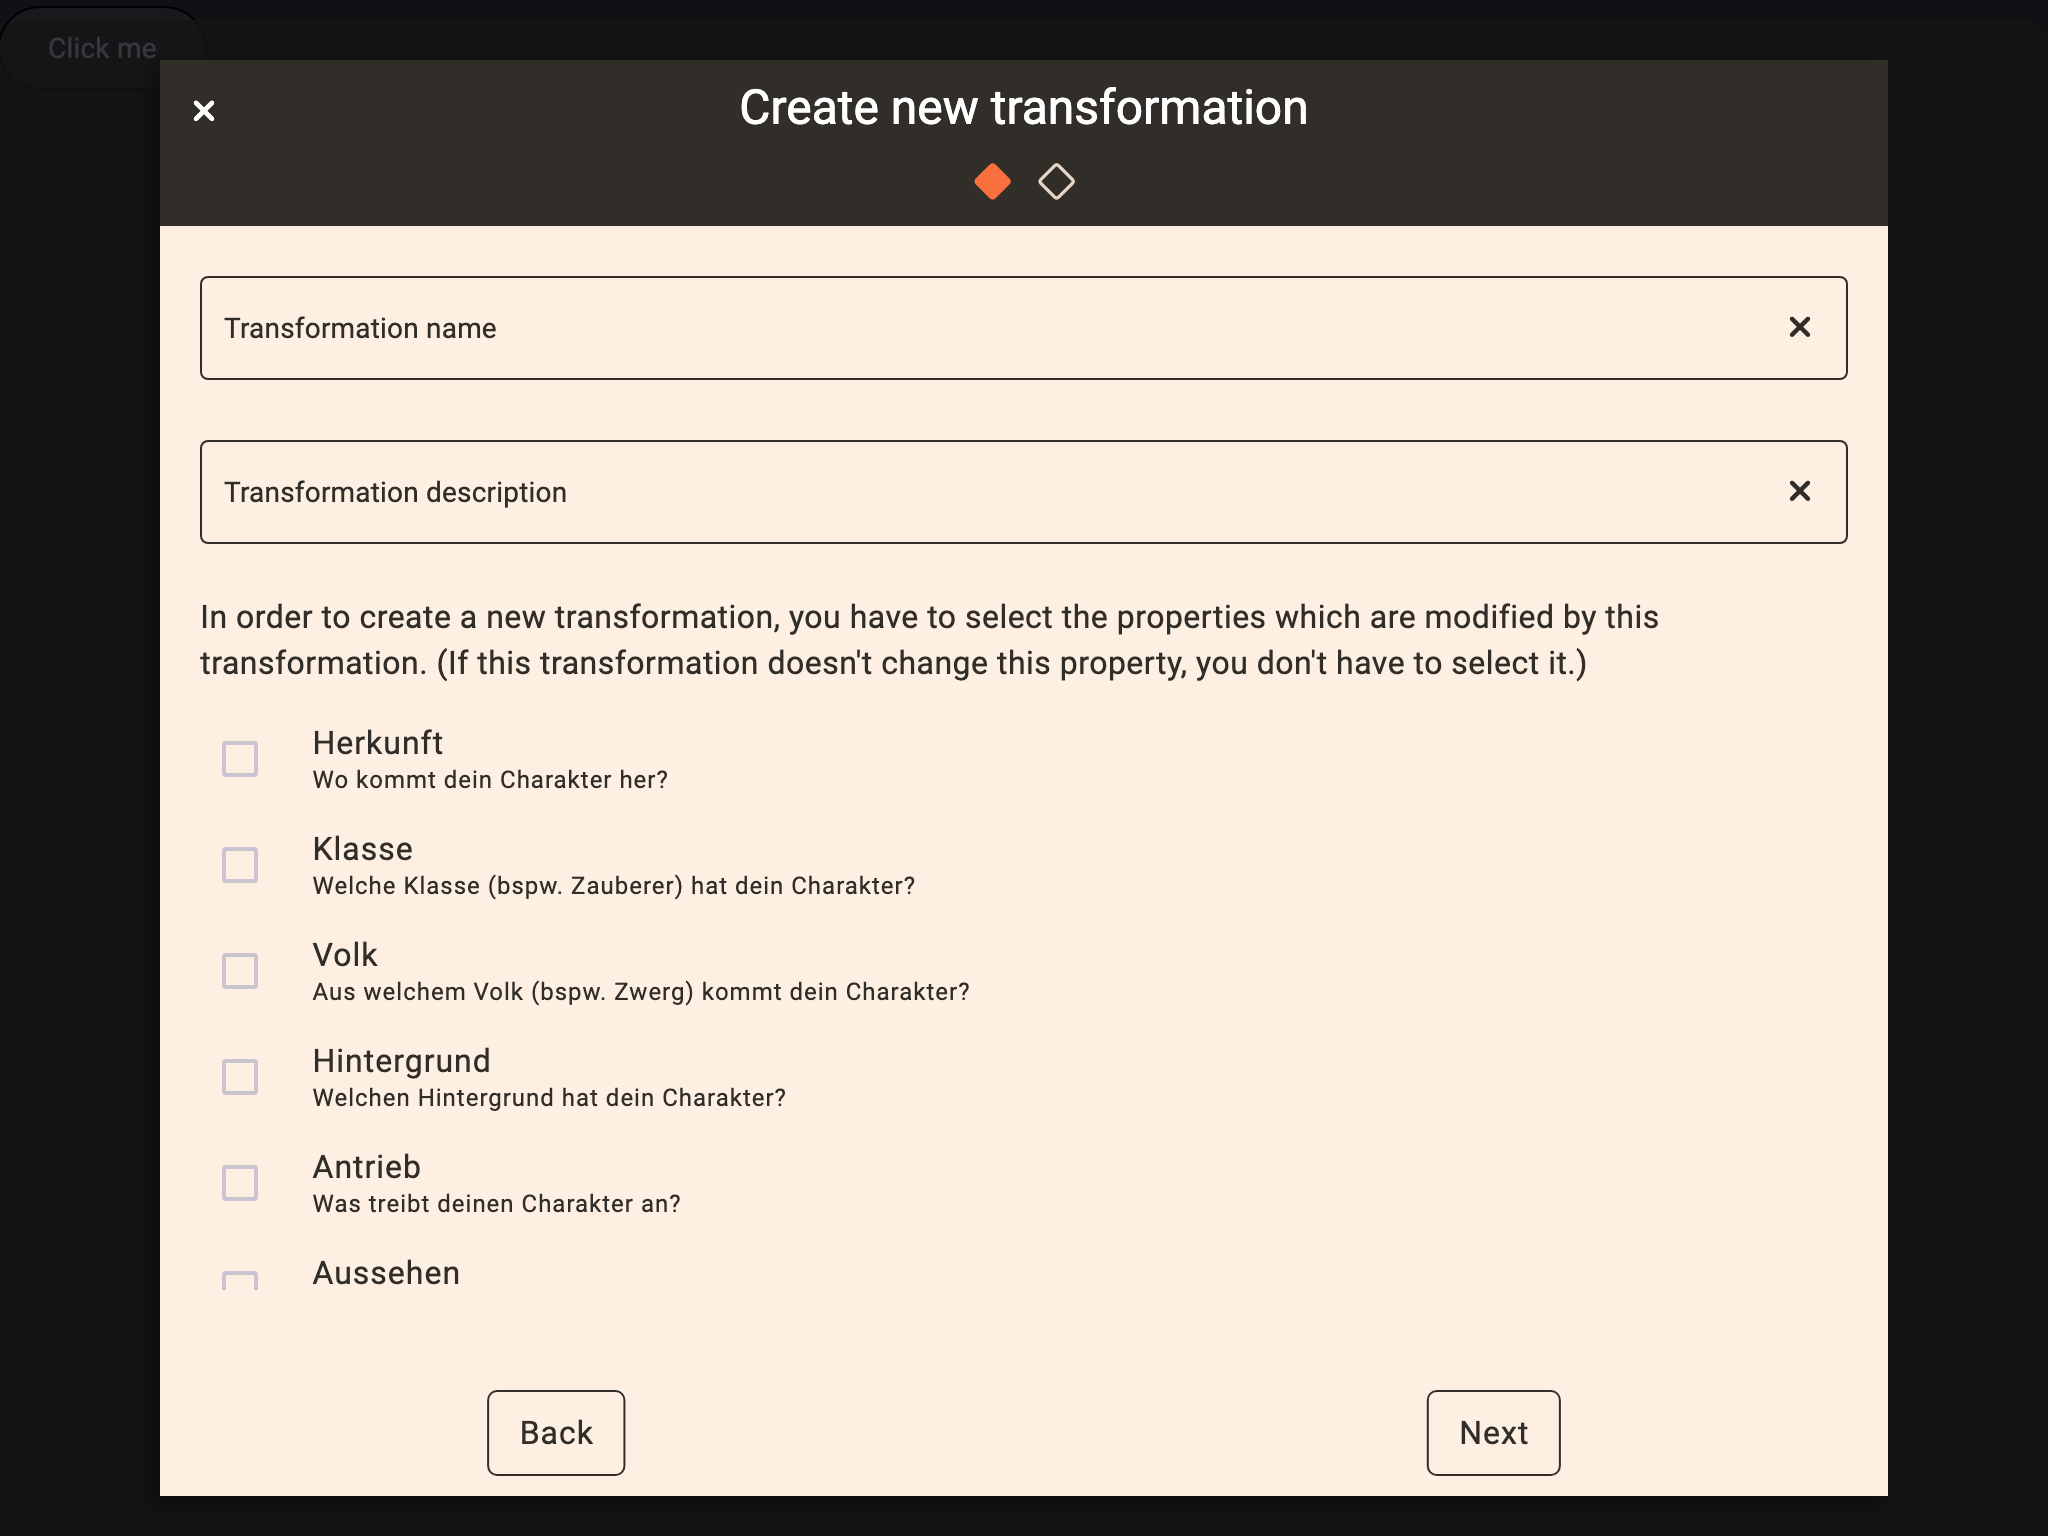 Click me
Create new transformation
Transformation name
Transformation description
In order to create a new transformation, you have to select the properties which are modified by this
transformation. (If this transformation doesn't change this property, you don't have to select it.)
Herkunft
Wo kommt dein Charakter her?
Klasse
Welche Klasse (bspw. Zauberer) hat dein Charakter?
Volk
Aus welchem Volk (bspw. Zwerg) kommt dein Charakter?
Hintergrund
Welchen Hintergrund hat dein Charakter?
Antrieb
Was treibt deinen Charakter an?
Aussehen
Back
Next